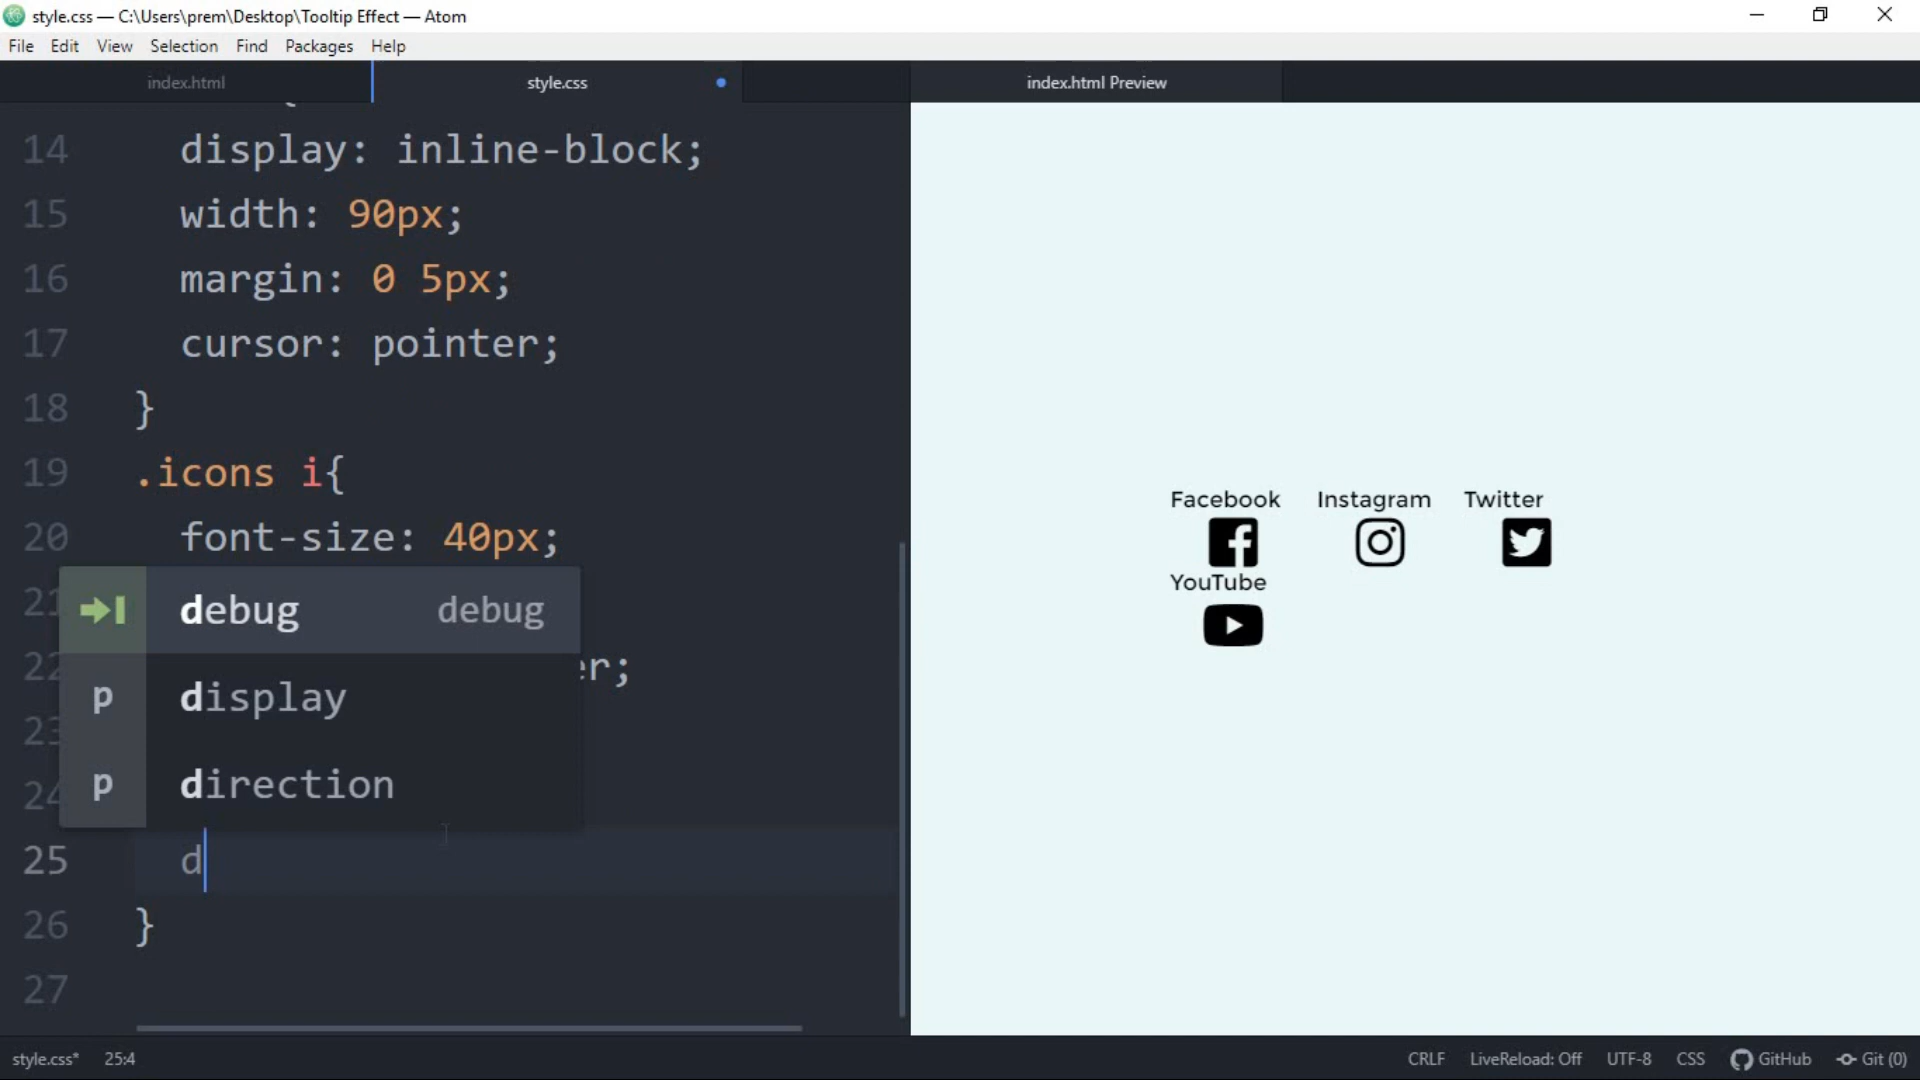 style.css — C:\Users\prem\Desktop\Tooltip Effect — Atom
File Edit View Selection Find Packages Help
index.html style.css index.html Preview
14 display: inline-block;
15 width: 90px;
16 margin: 0 5px;
17 cursor: pointer;
18 }
19 .icons i{
20 font-size: 40px;
debug debug
er;
p display
p direction
25 d
26 }
27
Facebook Instagram Twitter
YouTube
style.css* 25:4 CRLF LiveReload: Off UTF-8 CSS GitHub Git (0)